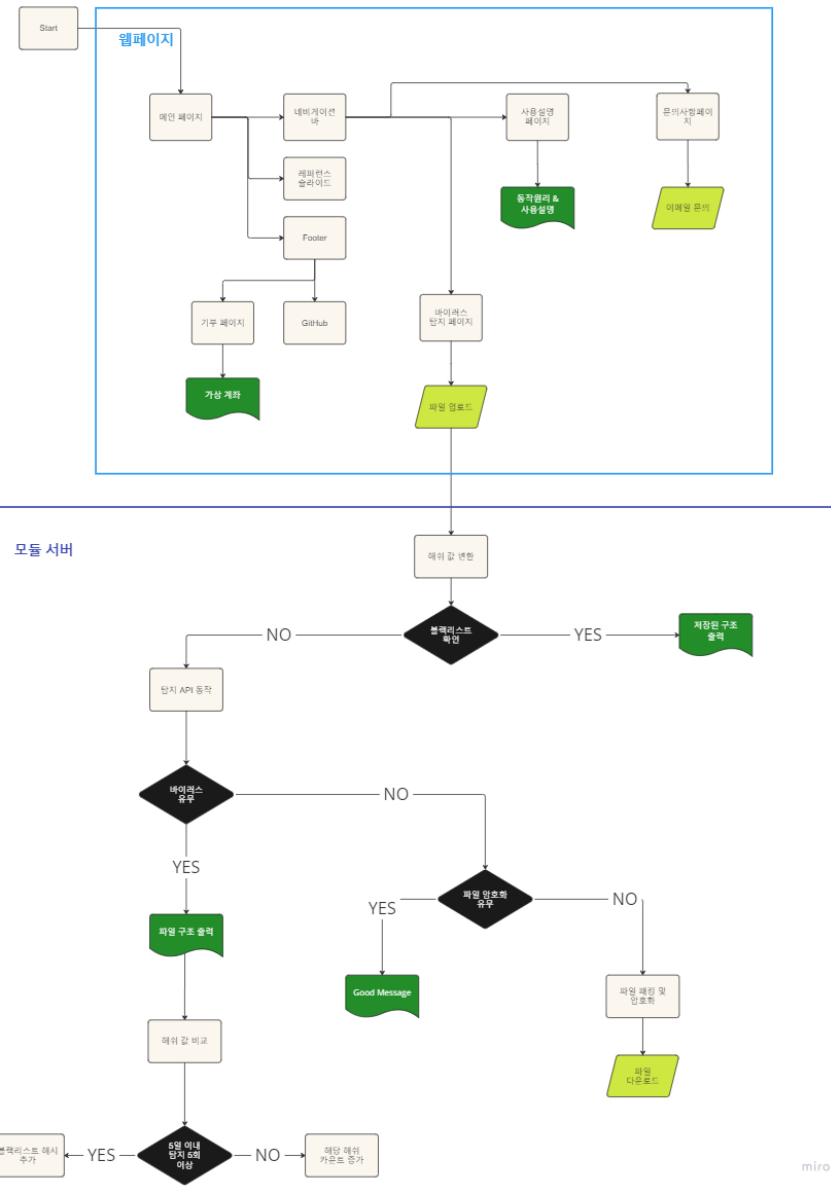 Start
웹페이지
메인 페이지
네비게이션
바
사용설명
페이지
문의사항페이
지
레퍼런스
슬라이드
동작원리 &
사용설명
이메일 문의
Footer
기부 페이지
GitHub
바이러스
탐지 페이지
가상 계좌
파일 업로드
모듈 서버
해쉬 값 변환
블랙리스트
확인
NO
YES
저장된 구조
출력
탐지 API 동작
바이러스
유무
NO
YES
파일 암호화
유무
YES
NO
파일 구조 출력
Good Message
파일 패킹 및
암호화
해쉬 값 비교
파일
다운로드
블랙리스트 해시
추가
YES
5일 이내
탐지 5회
이상
NO
해당 해쉬
카운트 증가
miro